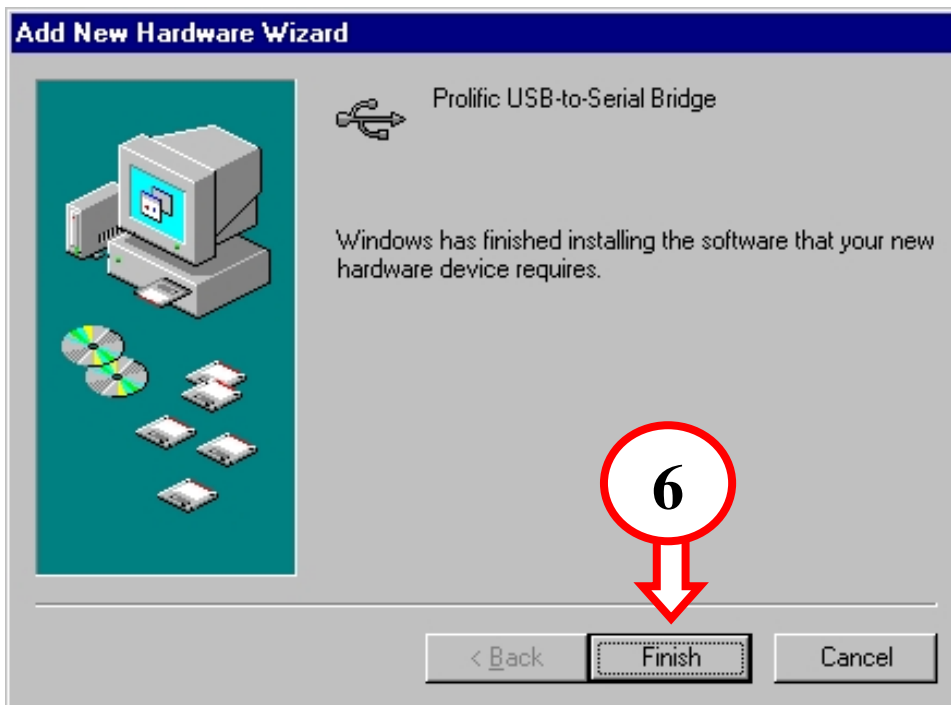 Add New Hardware Wizard
Prolific USB-to-Serial Bridge
Windows has finished installing the software that your new
hardware device requires.
6
< Back
Finish
Cancel